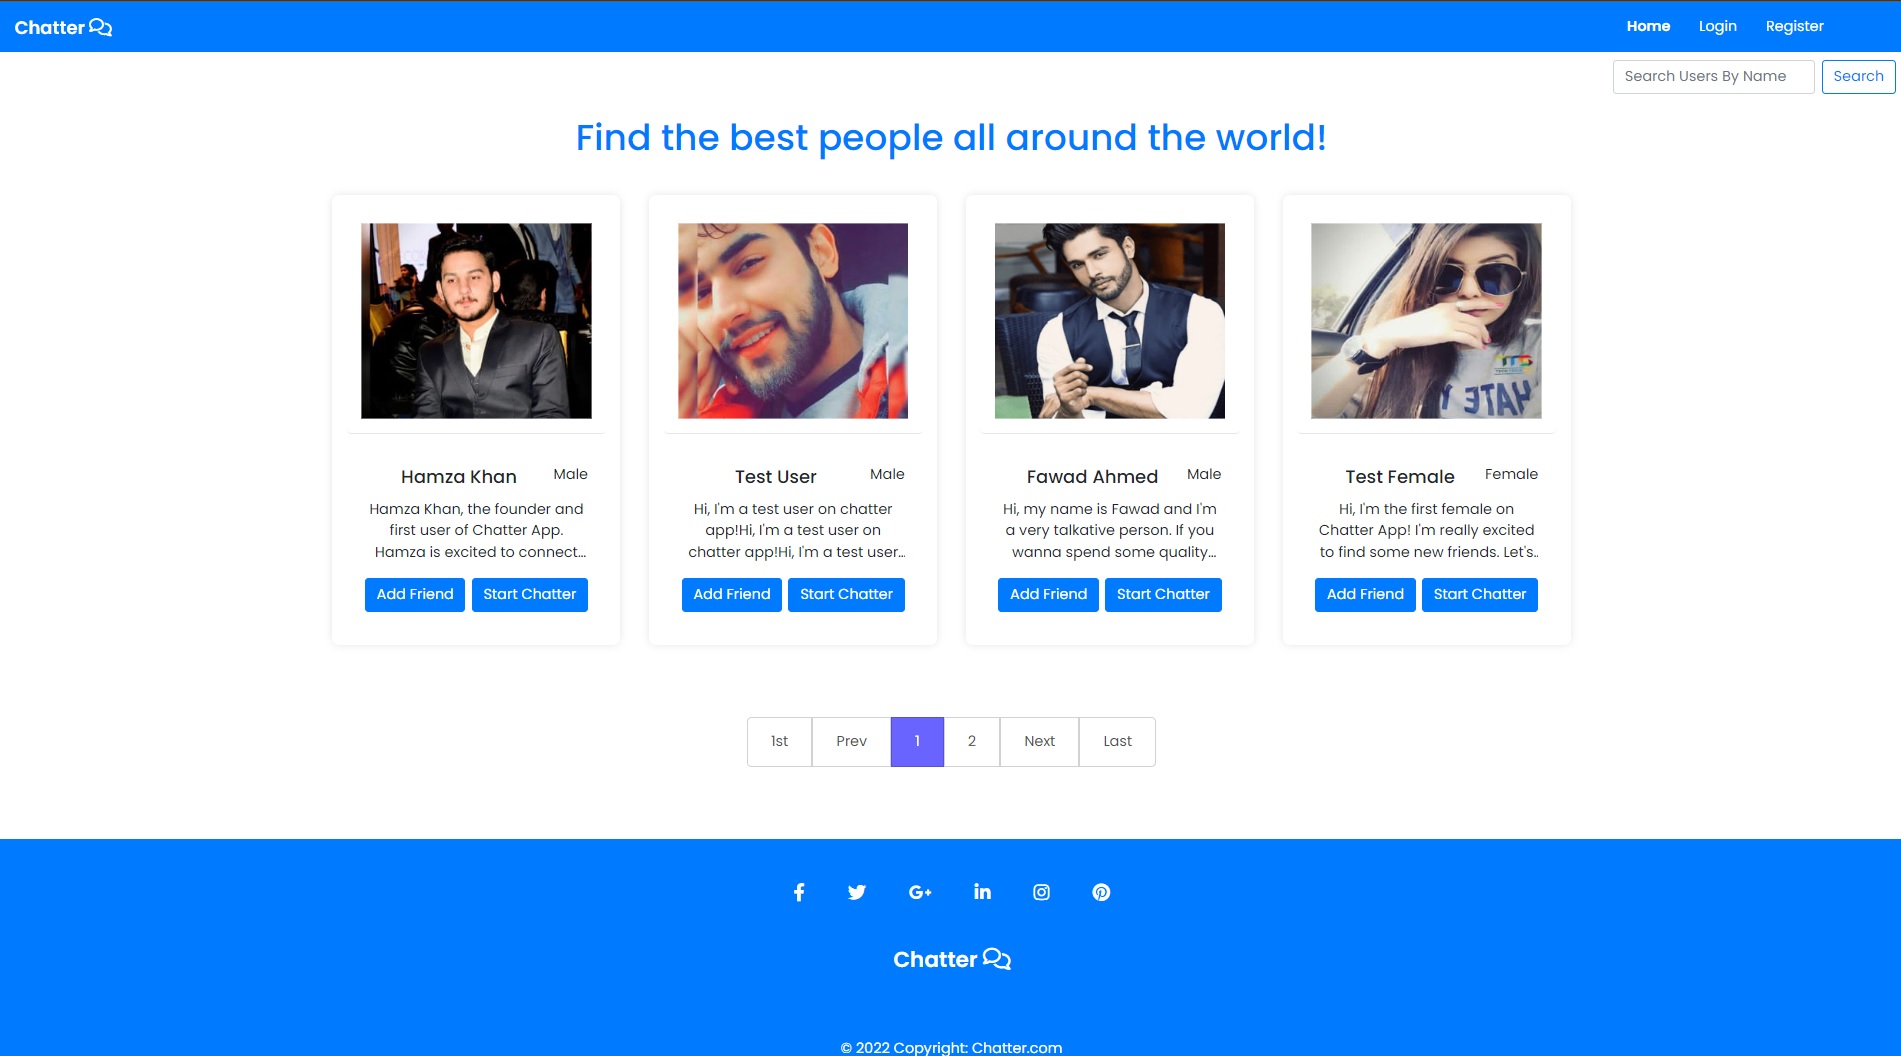 Chatter
Home
Login
Register
Search Users By Name
Search
Find the best people all around the world!
Hamza Khan
Male
Hamza Khan, the founder and
first user of Chatter App.
Hamza is excited to connect...
Add Friend
Start Chatter
Test User
Male
Hi, I'm a test user on chatter
app!Hi, I'm a test user on
chatter app!Hi, I'm a test user...
Add Friend
Start Chatter
Fawad Ahmed
Male
Hi, my name is Fawad and I'm
a very talkative person. If you
wanna spend some quality...
Add Friend
Start Chatter
HATE
Test Female
Female
Hi, I'm the first female on
Chatter App! I'm really excited
to find some new friends. Let's..
Add Friend
Start Chatter
1st
Prev
1
2
Next
Last
Chatter
© 2022 Copyright: Chatter.com